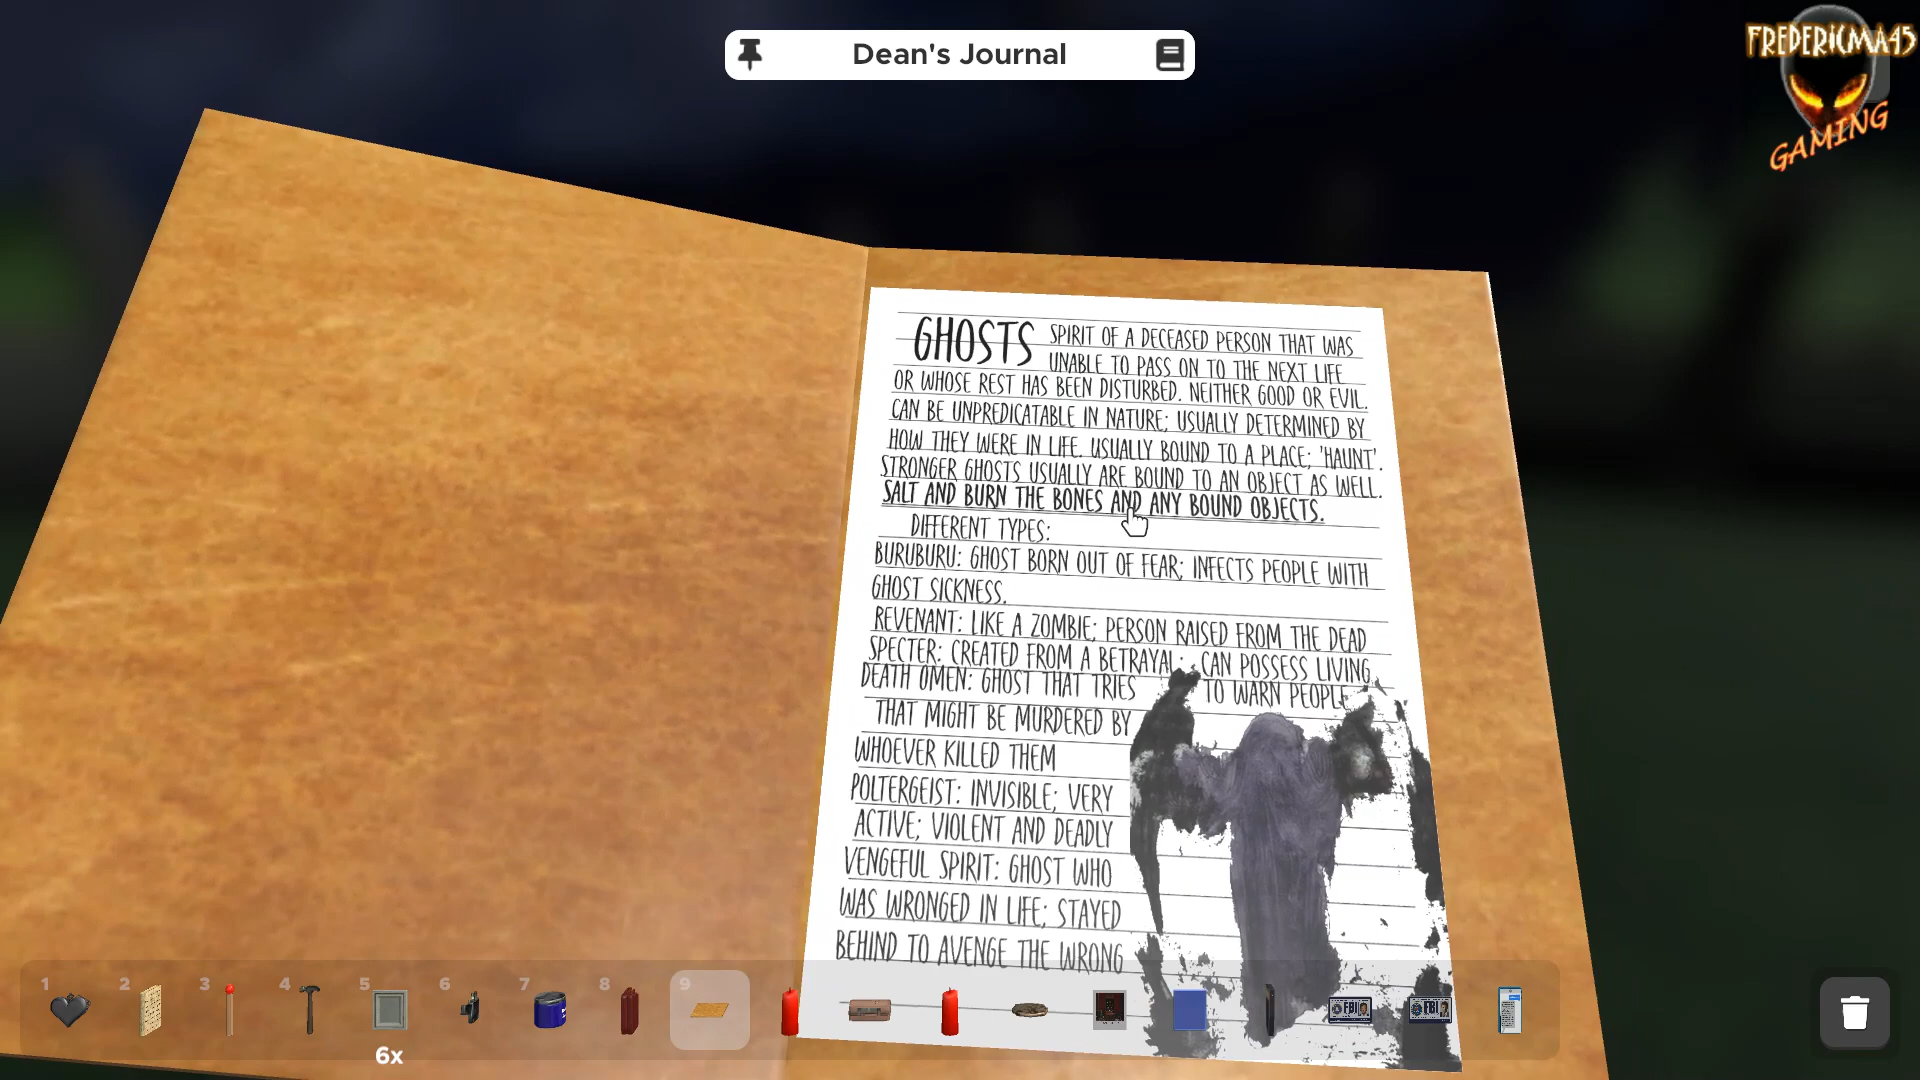 Dean's Journal
FREDERICMA45
GAMING
GHOSTS SPIRIT OF A DECEASED PERSON THAT WAS
UNABLE TO PASS ON TO THE NEXT LIFE
OR WHOSE REST HAS BEEN DISTURBED. NEITHER GOOD OR EVIL.
CAN BE UNPREDICATABLE IN NATURE; USUALLY DETERMINED BY
HOW THEY WERE IN LIFE. USUALLY BOUND TO A PLACE; 'HAUNT'.
STRONGER GHOSTS USUALLY ARE BOUND TO AN OBJECT AS WELL.
SALT AND BURN THE BONES AND ANY BOUND OBJECTS.
DIFFERENT TYPES:
BURUBURU: GHOST BORN OUT OF FEAR; INFECTS PEOPLE WITH
GHOST SICKNESS.
REVENANT: LIKE A ZOMBIE; PERSON RAISED FROM THE DEAD
SPECTER: CREATED FROM A BETRAYAL; CAN POSSESS LIVING
DEATH OMEN: GHOST THAT TRIES TO WARN PEOPLE
THAT MIGHT BE MURDERED BY
WHOEVER KILLED THEM
POLTERGEIST: INVISIBLE; VERY
ACTIVE; VIOLENT AND DEADLY
VENGEFUL SPIRIT: GHOST WHO
WAS WRONGED IN LIFE; STAYED
BEHIND TO AVENGE THE WRONG
1 2 3 4 5 6 7 8 9
FBI FBI
6x